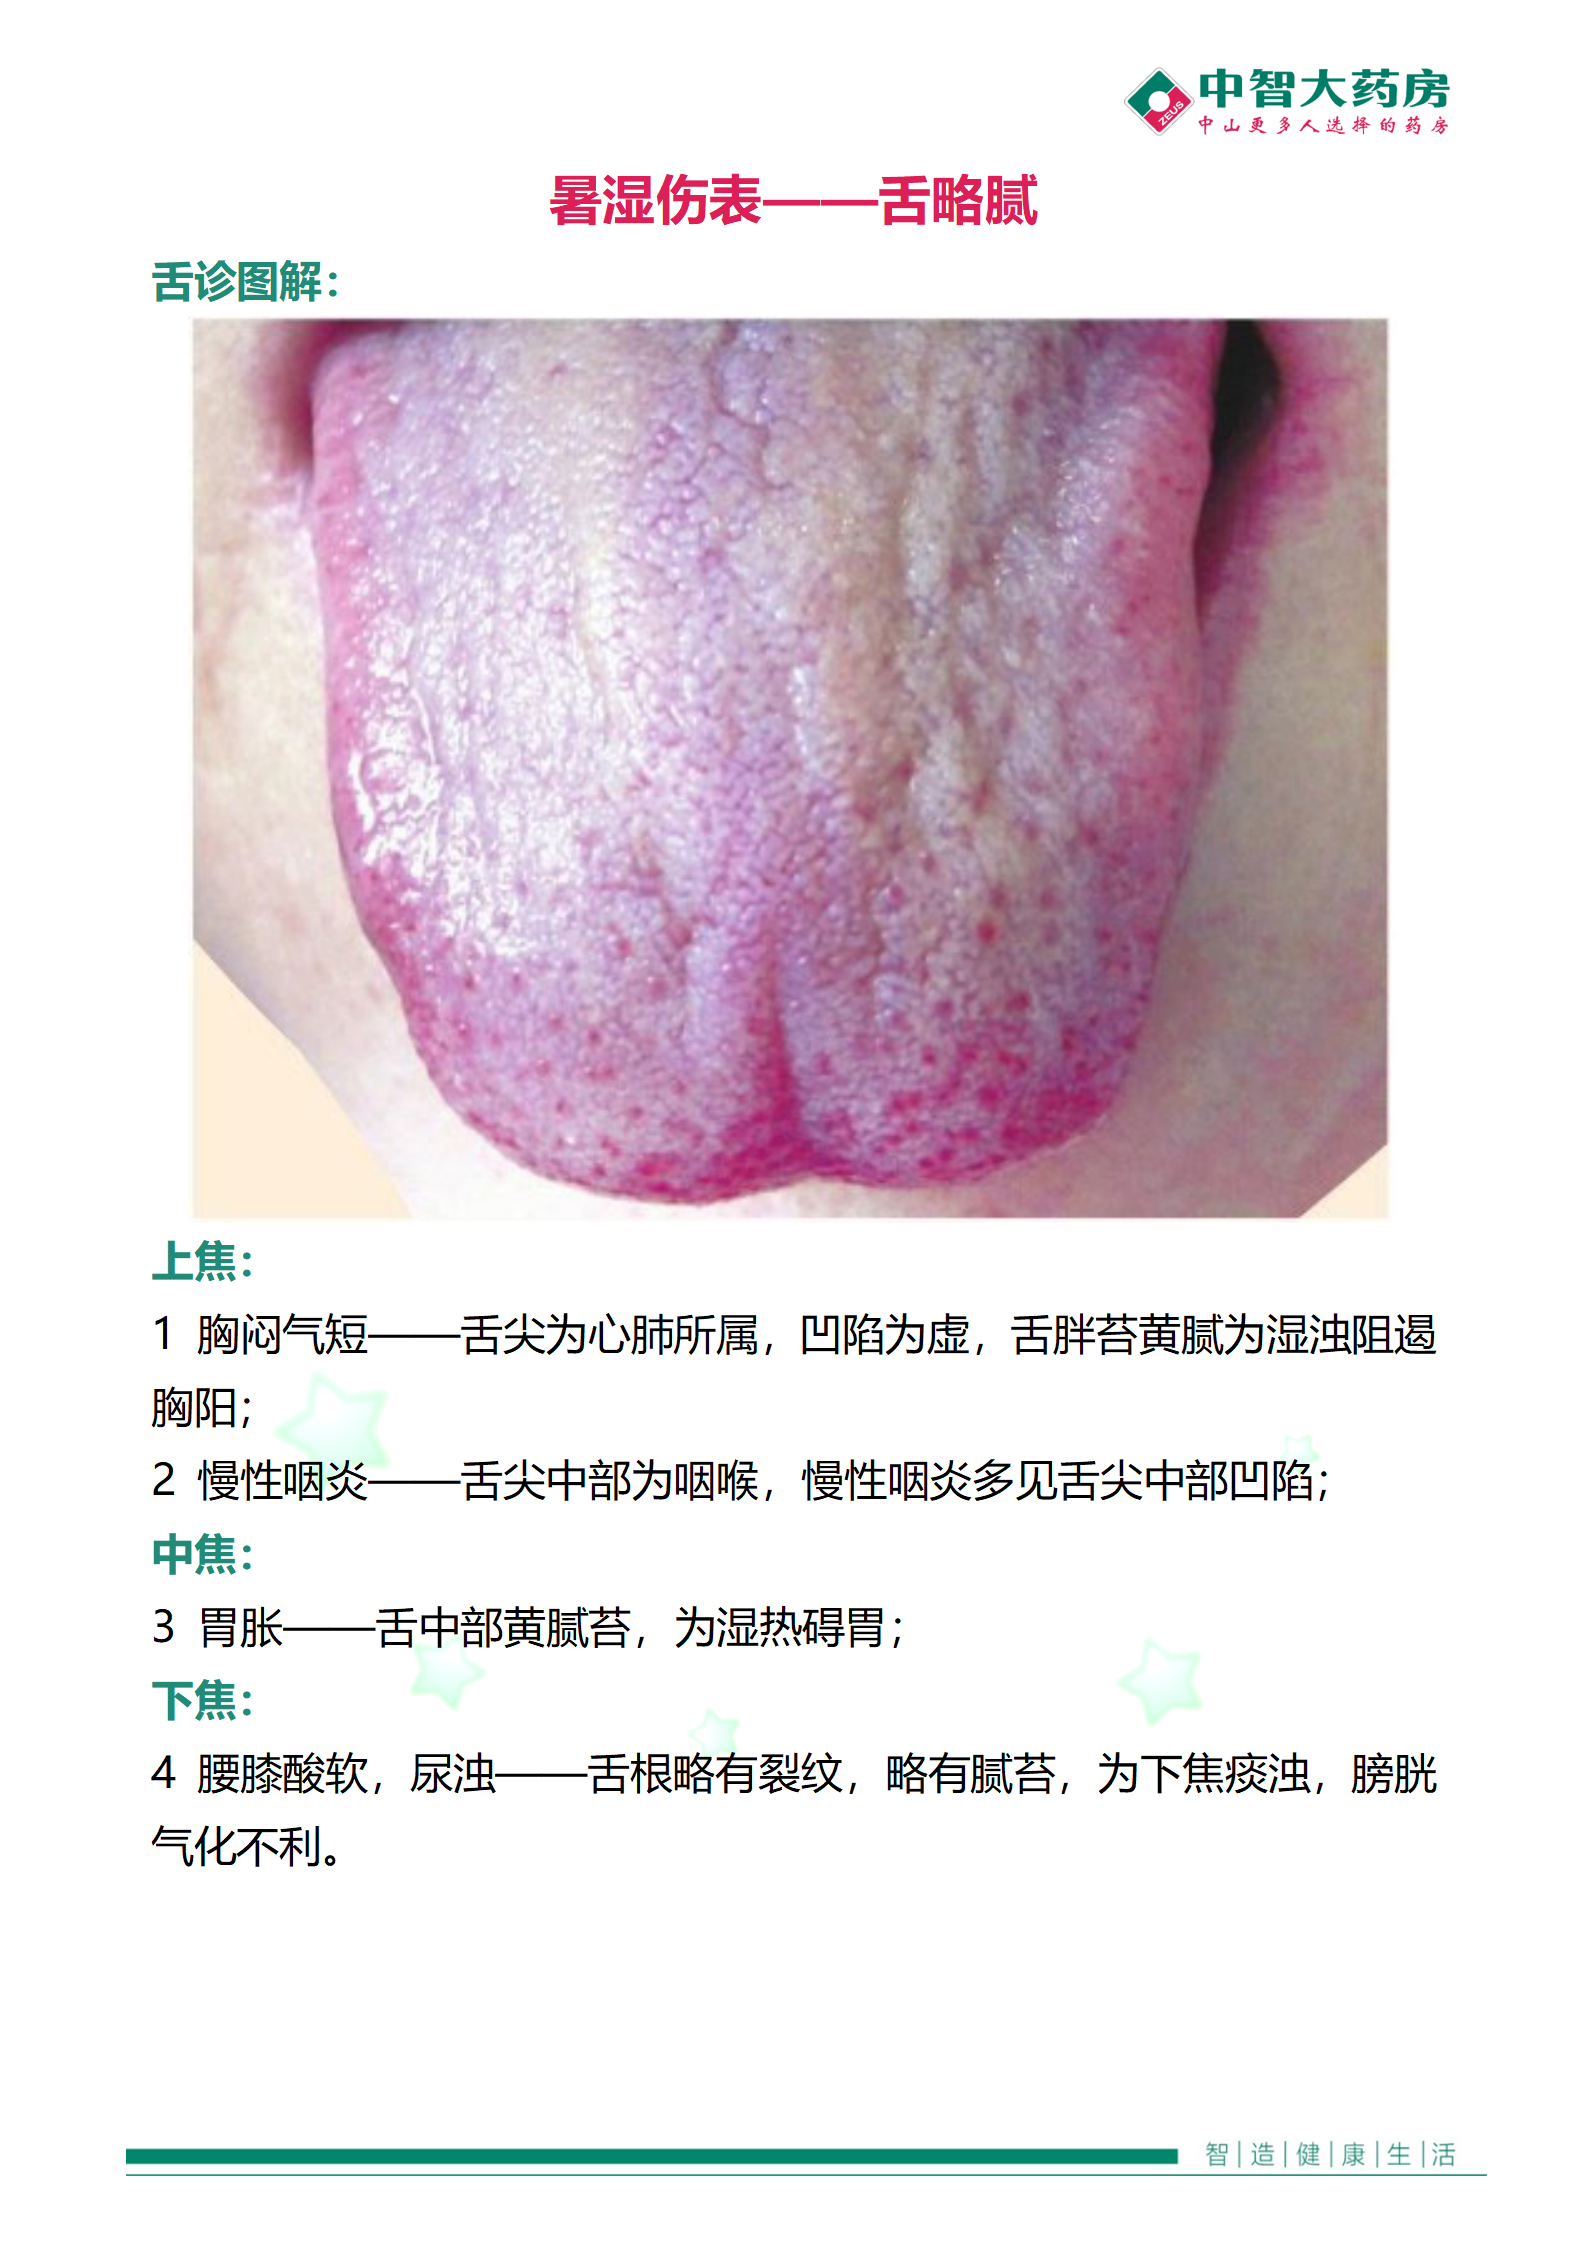 中智大药房
ZEUS
中山更多人选择的药房
暑湿伤表——舌略腻
舌诊图解：
上焦：
1 胸闷气短——舌尖为心肺所属，凹陷为虚，舌胖苔黄腻为湿浊阻遏
胸阳；
2 慢性咽炎——舌尖中部为咽喉，慢性咽炎多见舌尖中部凹陷；
中焦：
3 胃胀——舌中部黄腻苔，为湿热碍胃；
下焦：
4 腰膝酸软，尿浊——舌根略有裂纹，略有腻苔，为下焦痰浊，膀胱
气化不利。
智|造|健|康|生|活